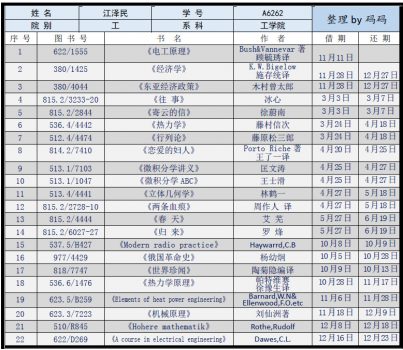 姓 名 江泽民 学 号 A6262 整理 by 码码
院 别 工 系 科 工学院
序 号 图 书 号 书 名 作 者 借 期 还 期
1 622/1555 《电工原理》 Bush&Vannevar 著 顾毓琇译 11月11日
2 380/1425 《经济学》 K.W.Bigelow 施存统译 11月28日 12月27日
3 380/4044 《东亚经济政策》 木村曾太郎 11月28日 12月27日
4 815.2/3233-20 《往 事》 冰心 3月3日 3月7日
5 815.2/2844 《寄云的信》 徐蔚南 3月3日 3月7日
6 536.4/4442 《热力学》 藤村信次 3月24日 4月18日
7 512.4/4474 《行列论》 藤原松三郎 3月24日 4月18日
8 814.2/7410 《恋爱的妇人》 Porto Riche 著 王了一译 4月20日 4月25日
9 513.1/7103 《微积分学讲义》 匡文涛 4月25日 4月27日
10 513.1/1047 《微积分学 ABC》 王士滑 4月25日 4月27日
11 513.4/4441 《立体几何学》 林鹤一 4月27日 5月18日
12 815.2/2728-10 《两条血痕》 周作人 译 4月27日 5月18日
13 815.2/4444 《春 天》 艾 芜 5月27日 6月19日
14 815.2/6027-27 《归 来》 罗 烽 5月27日 6月19日
15 537.5/H427 《Modern radio practice》 Hayward,C.B 10月8日 10月9日
16 977/4429 《俄国革命史》 杨幼炯 10月5日 10月28日
17 818/7747 《世界珍闻》 陶菊隐编译 10月9日 10月13日
18 536.6/1476 《热力学原理》 帕特维赛 徐豫生译 10月28日 11月17日
19 623.5/B259 《Elements of heat power engineering》 Barnard,W.N& Ellenwood,F.O.etc 11月6日 11月28日
20 623.3/7223 《机械原理》 刘仙洲著 11月18日 12月9日
21 510/R845 《Hohere mathematik》 Rothe,Rudolf 12月8日 12月18日
22 622/D269 《A course in electrical engineering》 Dawes,C.L. 12月16日 12月23日